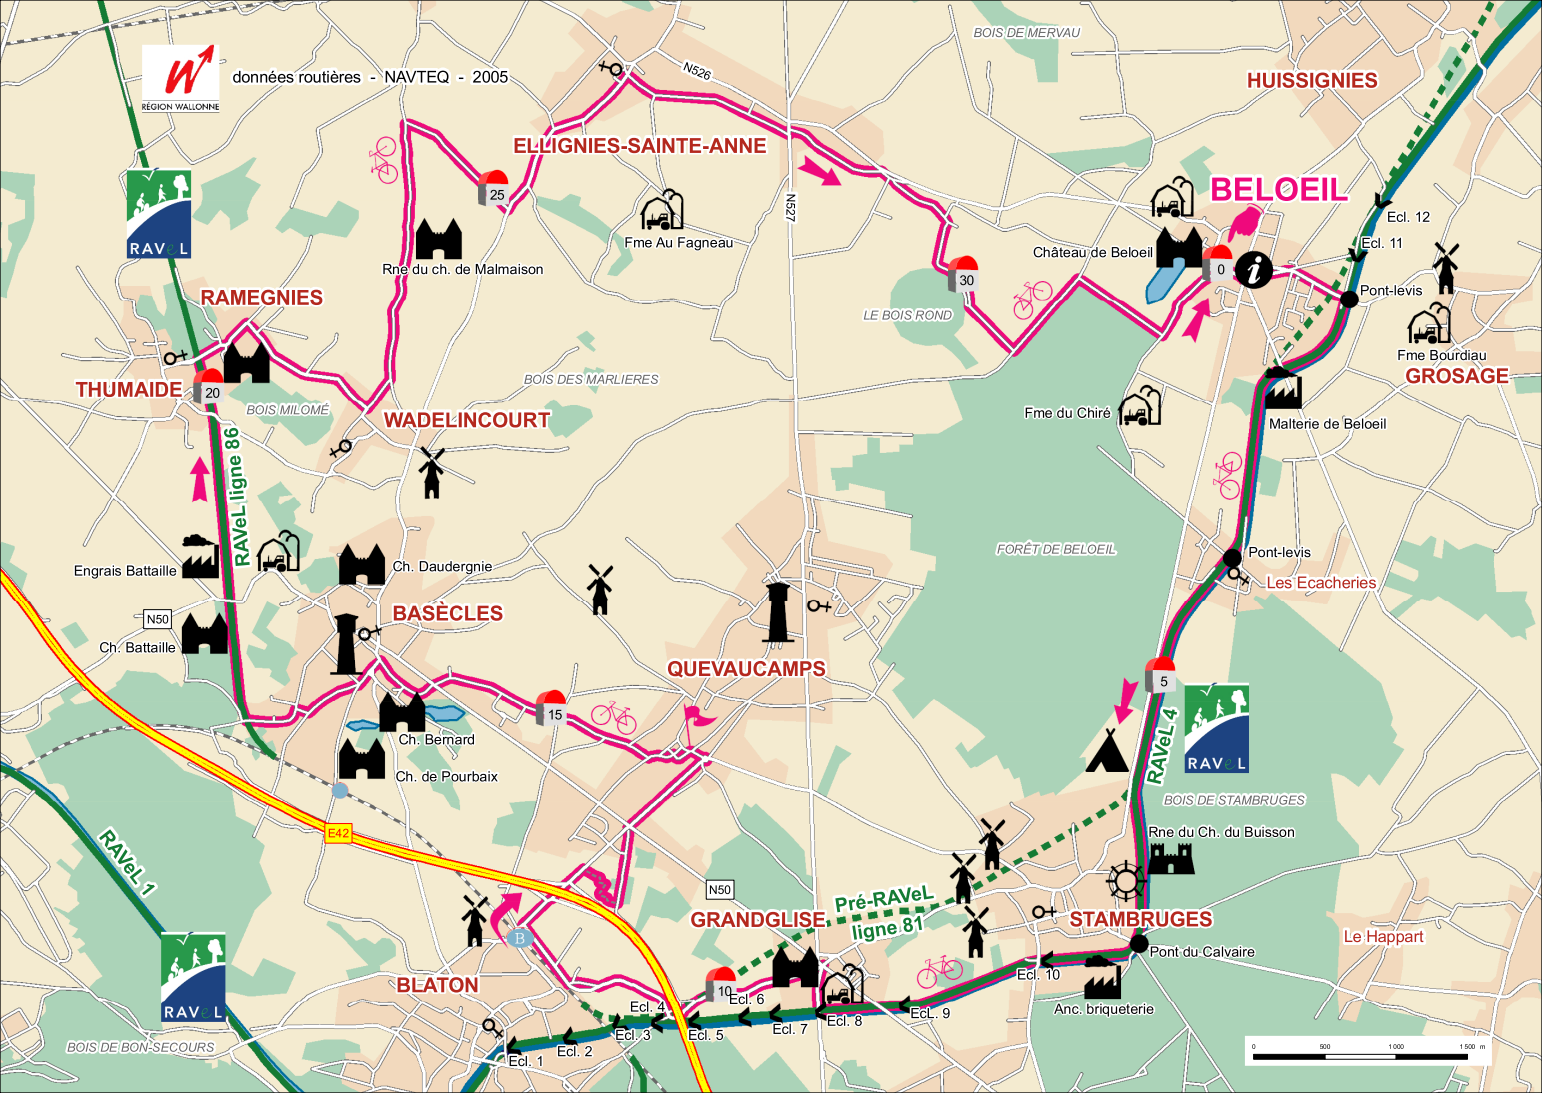 BOIS DE MERVAU
HUISSIGNIES
N526
RÉGION WALLONNE
données routières - NAVTEQ - 2005
ELLIGNIES-SAINTE-ANNE
25
N527
BELOEIL
Ecl. 12
Ecl. 11
RAVeL
Fme Au Fagneau
Château de Beloeil
0
i
Rne du ch. de Malmaison
30
Pont-levis
RAMEGNIES
LE BOIS ROND
Fme Bourdiau
GROSAGE
THUMAIDE
20
BOIS DES MARLIERES
BOIS MILOMÉ
WADELINCOURT
Fme du Chiré
Malterie de Beloeil
RAVeL ligne 86
FORÊT DE BELOEIL
Pont-levis
Engrais Battaille
Ch. Daudergnie
Les Ecacheries
N50
BASÈCLES
Ch. Battaille
QUEVAUCAMPS
5
15
Ch. Bernard
RAVeL 4
RAVeL
Ch. de Pourbaix
BOIS DE STAMBRUGES
E42
Rne du Ch. du Buisson
RAVeL 1
N50
Pré-RAVeL
ligne 81
GRANDGLISE
STAMBRUGES
B
Le Happart
Pont du Calvaire
BLATON
10
Ecl. 10
RAVeL
Ecl. 6
Ecl. 4
Anc. briqueterie
EcL. 9
Ecl. 8
Ecl. 7
Ecl. 5
Ecl. 3
Ecl. 2
Ecl. 1
BOIS DE BON-SECOURS
0 500 1 000 1 500 m